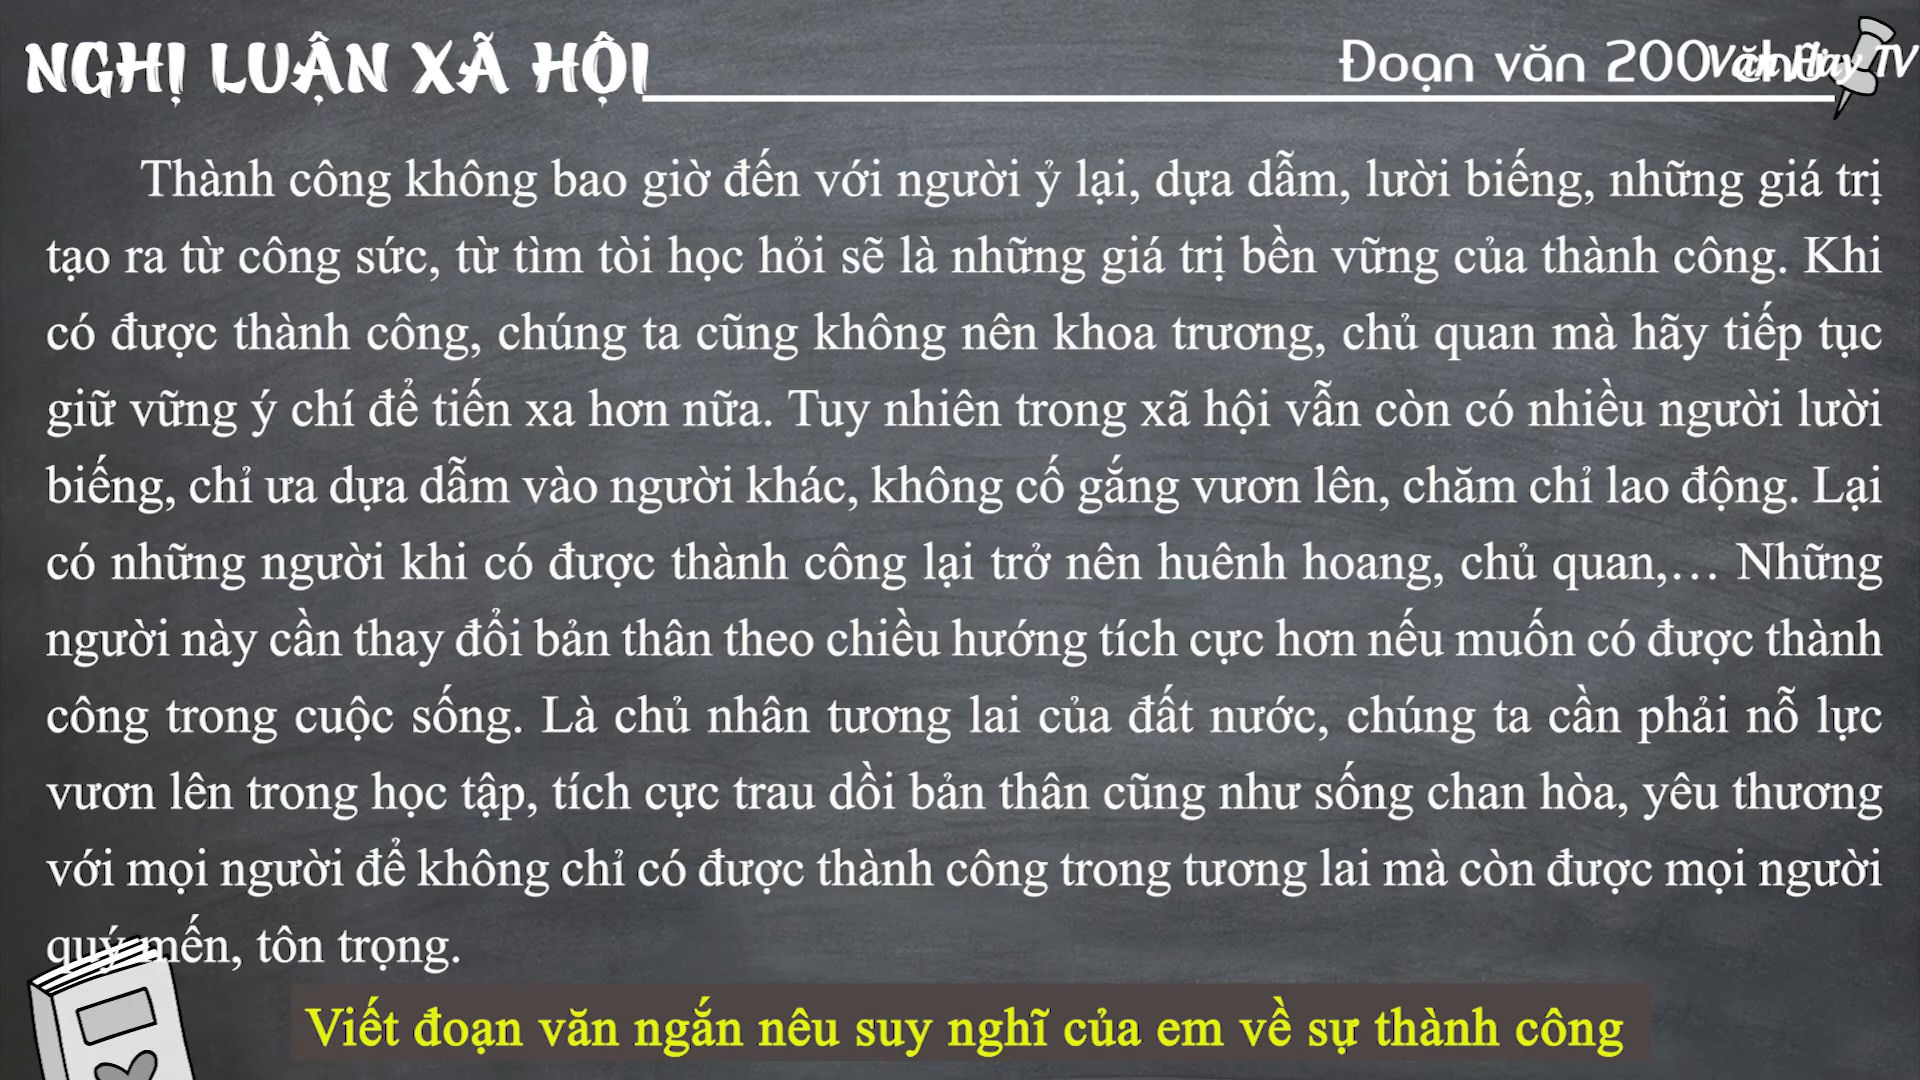 NGHỊ LUẬN XÃ HỘI
Đoạn văn 200 chữ
Văn Hay TV
Thành công không bao giờ đến với người ỷ lại, dựa dẫm, lười biếng, những giá trị
tạo ra từ công sức, từ tìm tòi học hỏi sẽ là những giá trị bền vững của thành công. Khi
có được thành công, chúng ta cũng không nên khoa trương, chủ quan mà hãy tiếp tục
giữ vững ý chí để tiến xa hơn nữa. Tuy nhiên trong xã hội vẫn còn có nhiều người lười
biếng, chỉ ưa dựa dẫm vào người khác, không cố gắng vươn lên, chăm chỉ lao động. Lại
có những người khi có được thành công lại trở nên huênh hoang, chủ quan,… Những
người này cần thay đổi bản thân theo chiều hướng tích cực hơn nếu muốn có được thành
công trong cuộc sống. Là chủ nhân tương lai của đất nước, chúng ta cần phải nỗ lực
vươn lên trong học tập, tích cực trau dồi bản thân cũng như sống chan hòa, yêu thương
với mọi người để không chỉ có được thành công trong tương lai mà còn được mọi người
quý mến, tôn trọng.
Viết đoạn văn ngắn nêu suy nghĩ của em về sự thành công